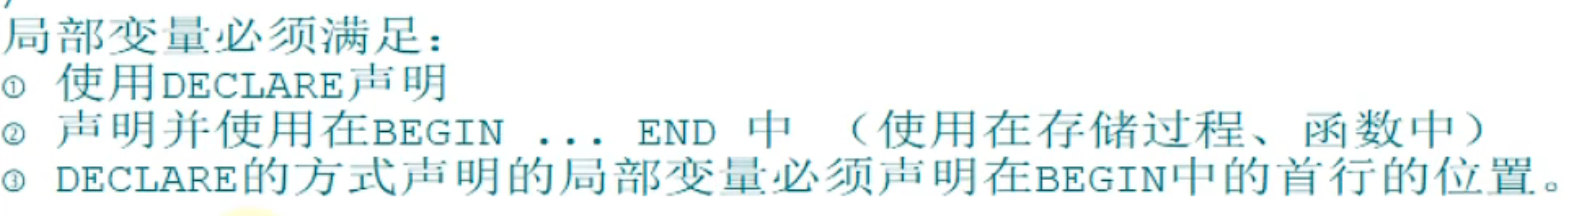 局部变量必须满足：
① 使用DECLARE声明
② 声明并使用在BEGIN ... END 中 （使用在存储过程、函数中）
③ DECLARE的方式声明的局部变量必须声明在BEGIN中的首行的位置。